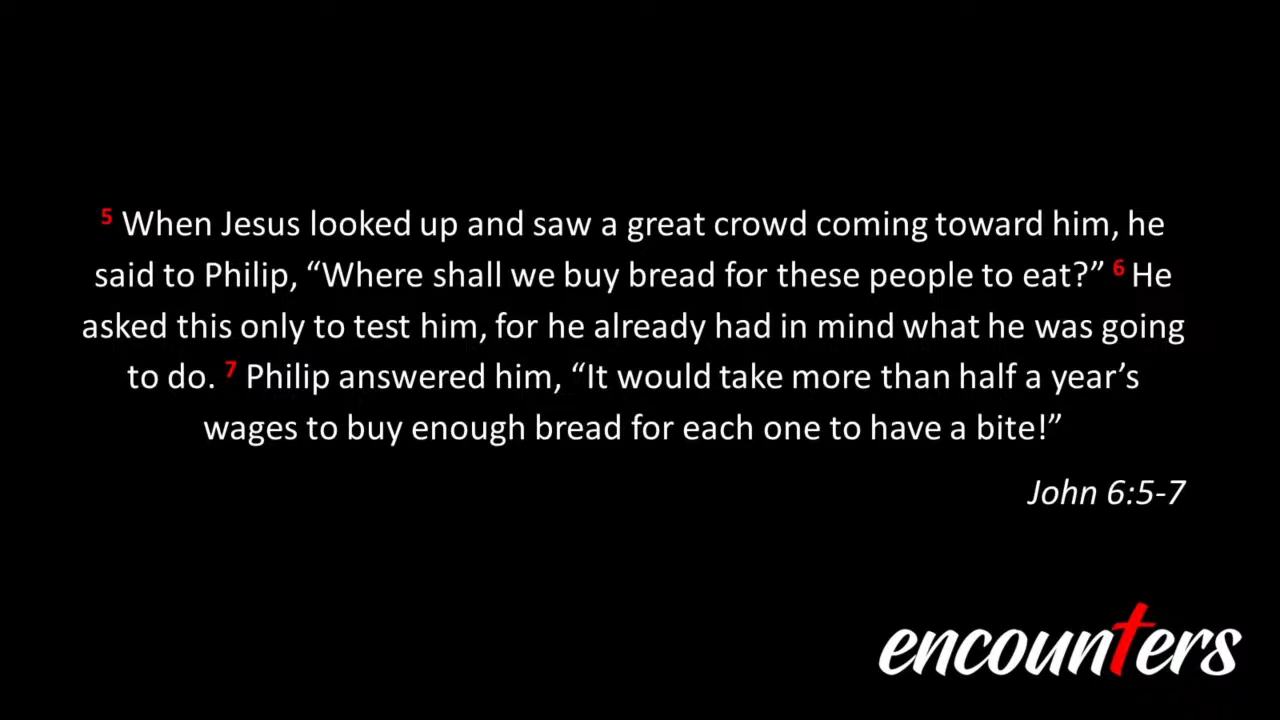 5 When Jesus looked up and saw a great crowd coming toward him, he
said to Philip, “Where shall we buy bread for these people to eat?” 6 He
asked this only to test him, for he already had in mind what he was going
to do. 7 Philip answered him, “It would take more than half a year’s
wages to buy enough bread for each one to have a bite!”
John 6:5-7
encounters